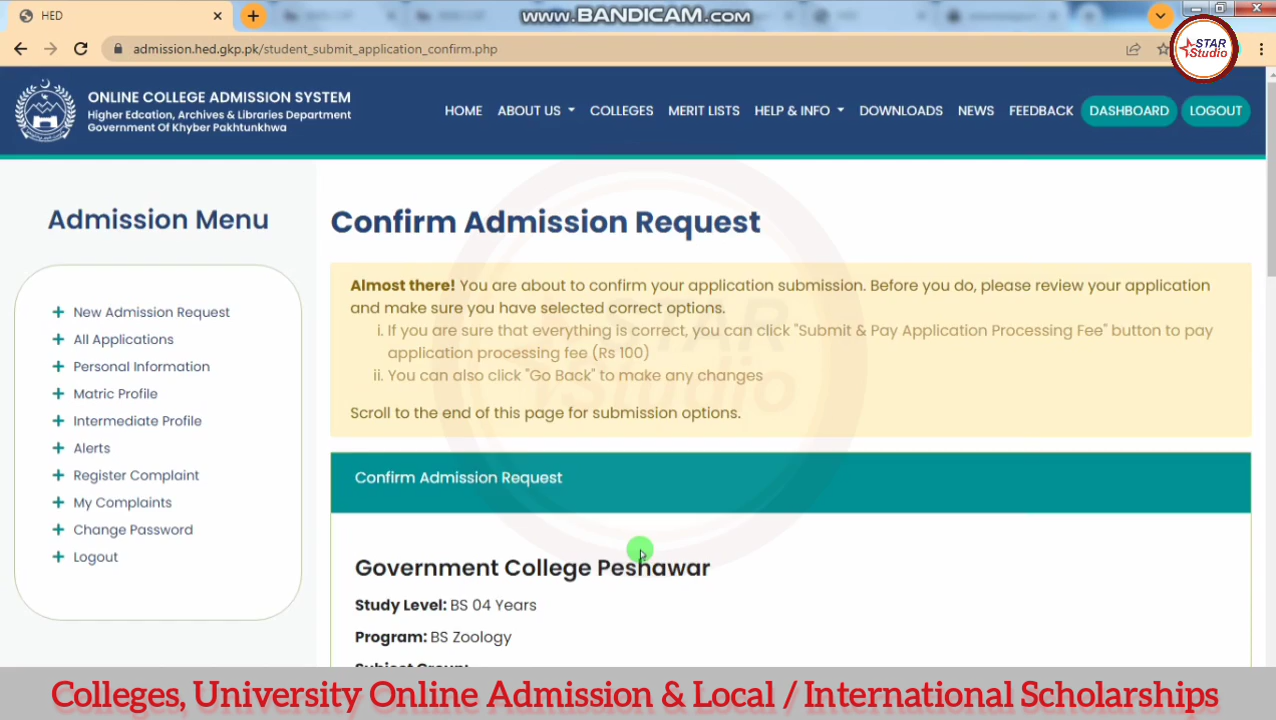 HED
www.BANDICAM.com
admission.hed.gkp.pk/student_submit_application_confirm.php
STAR
Studio
ONLINE COLLEGE ADMISSION SYSTEM
Higher Edcation, Archives & Libraries Department
Government Of Khyber Pakhtunkhwa
HOME ABOUT US COLLEGES MERIT LISTS HELP & INFO DOWNLOADS NEWS FEEDBACK DASHBOARD LOGOUT
Admission Menu
New Admission Request
All Applications
Personal Information
Matric Profile
Intermediate Profile
Alerts
Register Complaint
My Complaints
Change Password
Logout
Confirm Admission Request
Almost there! You are about to confirm your application submission. Before you do, please review your application
and make sure you have selected correct options.
i. If you are sure that everything is correct, you can click "Submit & Pay Application Processing Fee" button to pay
application processing fee (Rs 100)
ii. You can also click "Go Back" to make any changes
Scroll to the end of this page for submission options.
STAR
Studio
Confirm Admission Request
Government College Peshawar
Study Level: BS 04 Years
Program: BS Zoology
Subject Group:
Colleges, University Online Admission & Local / International Scholarships